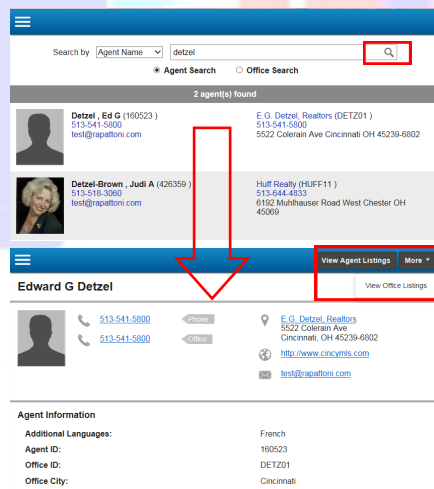 Search by Agent Name detzel
Agent Search Office Search
2 agent(s) found
Detzel , Ed G (160523 )
513-541-5800
test@rapattoni.com
E.G. Detzel, Realtors (DETZ01 )
513-541-5800
5522 Colerain Ave Cincinnati OH 45239-6802
Detzel-Brown , Judi A (426359 )
513-518-3060
test@rapattoni.com
Huff Realty (HUFF11 )
513-644-4833
6192 Muhlhauser Road West Chester OH
45069
View Agent Listings More
View Office Listings
Edward G Detzel
513-541-5800 Phone
513-541-5800 Office
E.G. Detzel, Realtors
5522 Colerain Ave
Cincinnati, OH 45239-6802
http://www.cincymls.com
test@rapattoni.com
Agent Information
Additional Languages: French
Agent ID: 160523
Office ID: DETZ01
Office City: Cincinnati